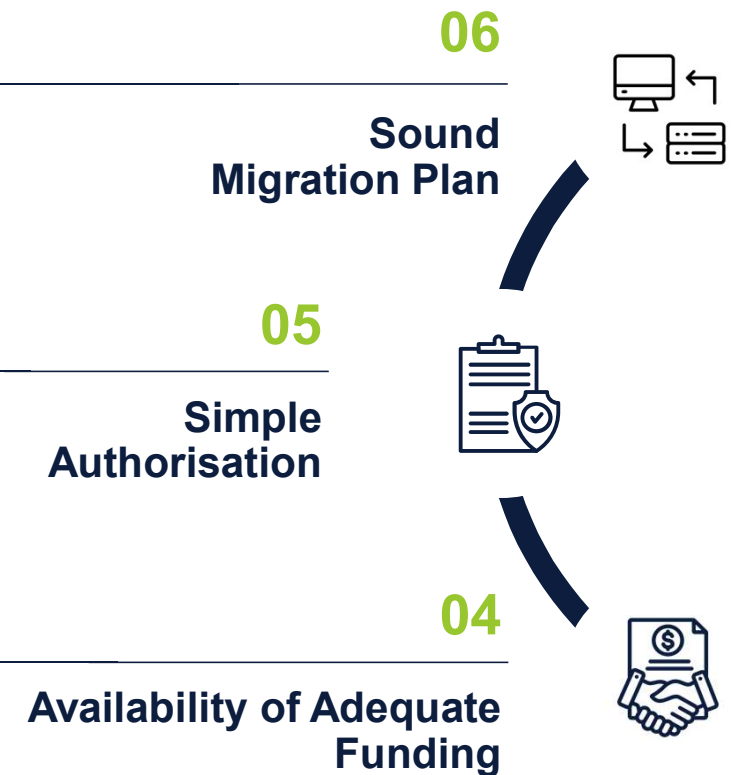 06
Sound
Migration Plan
05
Simple
Authorisation
04
Availability of Adequate
Funding
$